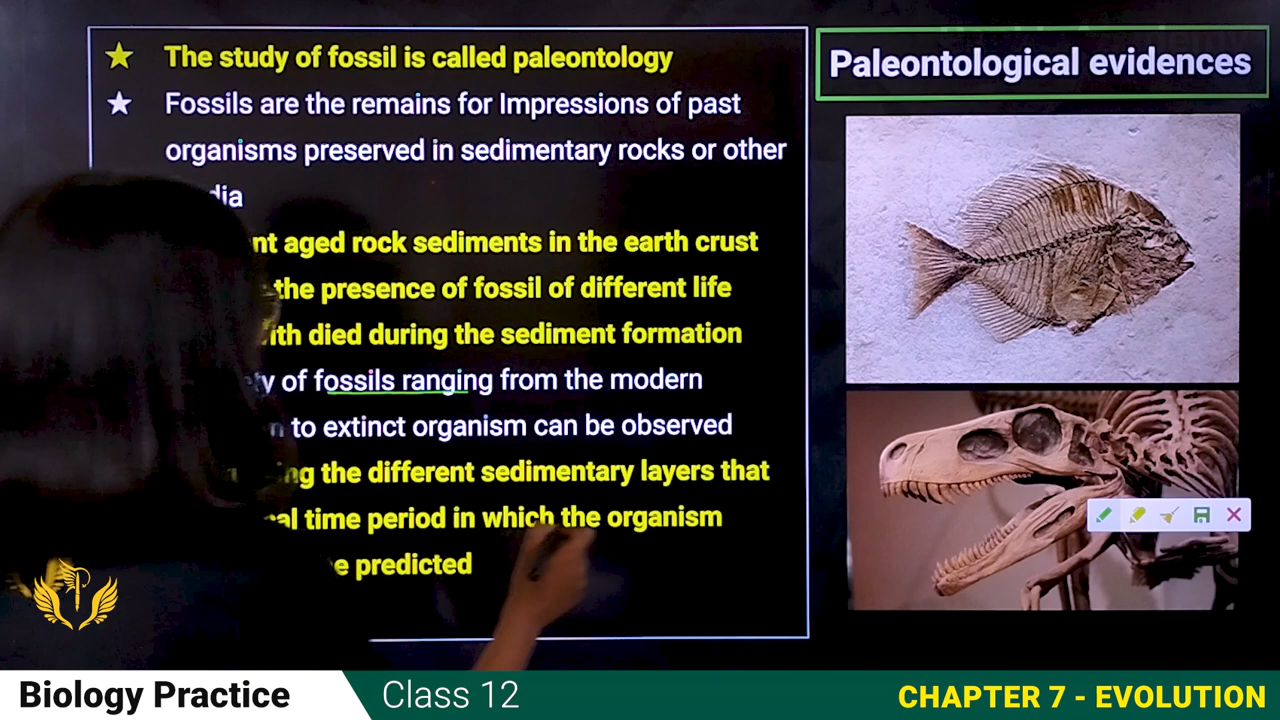 The study of fossil is called paleontology
Fossils are the remains for Impressions of past
organisms preserved in sedimentary rocks or other
dia
nt aged rock sediments in the earth crust
the presence of fossil of different life
ith died during the sediment formation
y of fossils ranging from the modern
to extinct organism can be observed
ng the different sedimentary layers that
al time period in which the organism
e predicted
Paleontological evidences
Biology Practice
Class 12
CHAPTER 7 - EVOLUTION